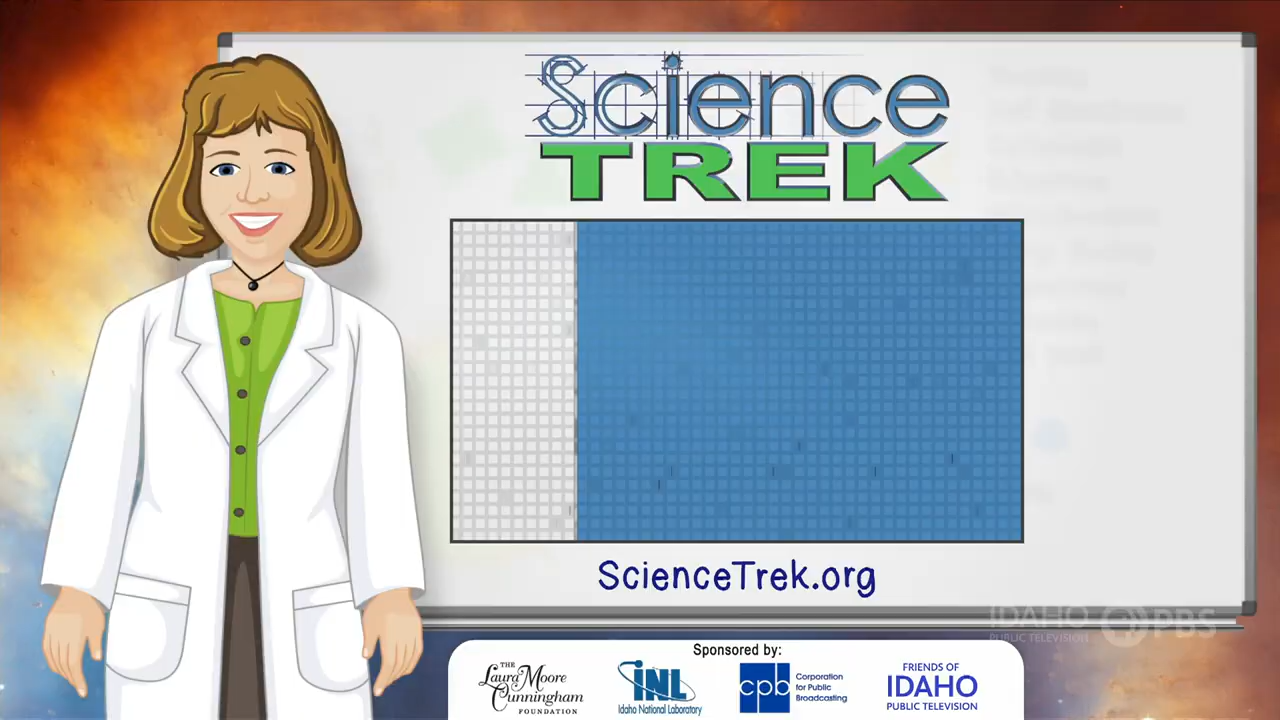 Science
TREK
ScienceTrek.org
IDAHO PBS
PUBLIC TELEVISION
Sponsored by:
THE
Laura Moore
Cunningham
FOUNDATION
INL
Idaho National Laboratory
cpb
Corporation
for Public
Broadcasting
FRIENDS OF
IDAHO
PUBLIC TELEVISION